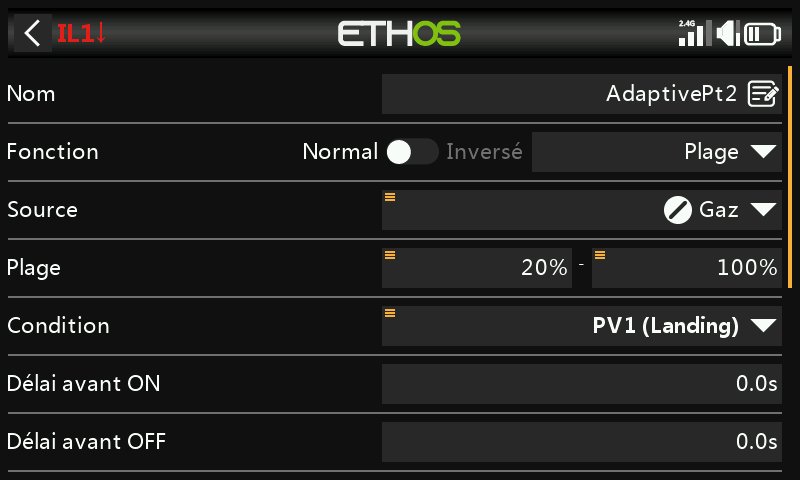 IL1↓ ETHOS 2.4G
Nom AdaptivePt2
Fonction Normal Inversé Plage
Source Gaz
Plage 20% - 100%
Condition PV1 (Landing)
Délai avant ON 0.0s
Délai avant OFF 0.0s